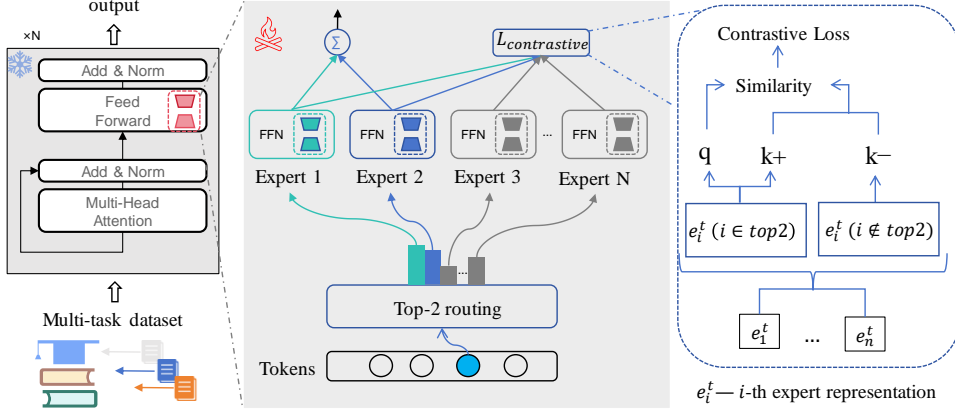 output
×N
Add & Norm
Feed
Forward
Add & Norm
Multi-Head
Attention
Multi-task dataset
Σ
L_contrastive
FFN
FFN
FFN
...
FFN
Expert 1
Expert 2
Expert 3
Expert N
...
Top-2 routing
Tokens
Contrastive Loss
Similarity
q
k+
k−
e_i^t (i ∈ top2)
e_i^t (i ∉ top2)
e_1^t
...
e_n^t
e_i^t — i-th expert representation